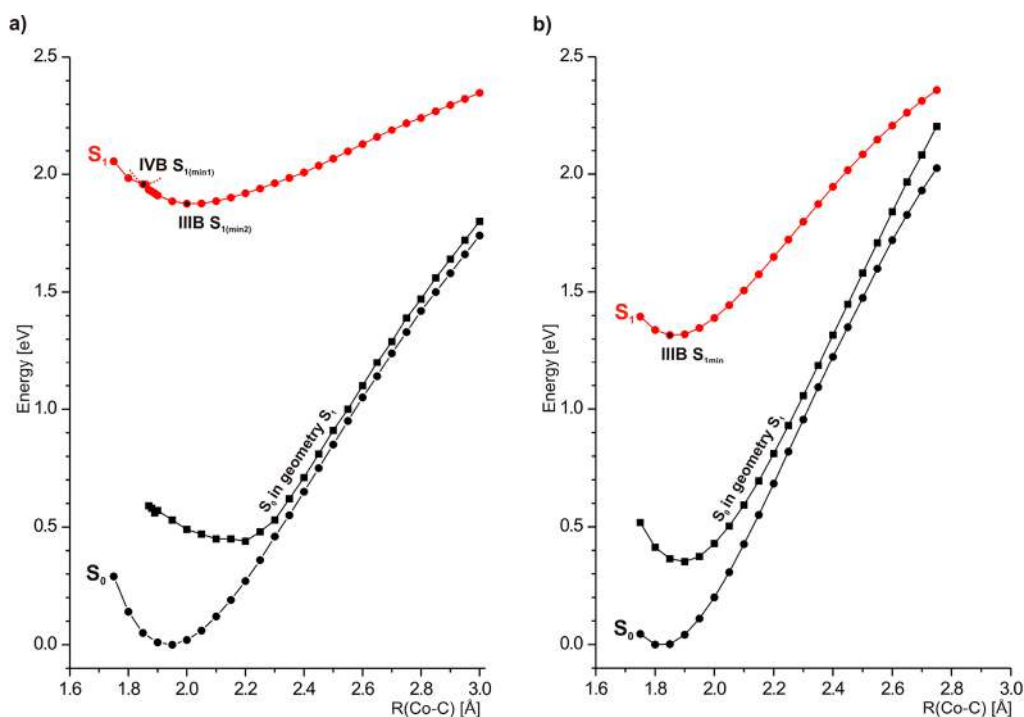 a)
2.5
2.0
1.5
1.0
0.5
0.0
Energy [eV]
S₁
IVB S₁₍min1₎
IIIB S₁₍min2₎
S₀ in geometry S₁
S₀
1.6 1.8 2.0 2.2 2.4 2.6 2.8 3.0
R(Co-C) [Å]
b)
2.5
2.0
1.5
1.0
0.5
0.0
Energy [eV]
S₁
IIIB S₁min
S₀ in geometry S₁
S₀
1.6 1.8 2.0 2.2 2.4 2.6 2.8 3.0
R(Co-C) [Å]